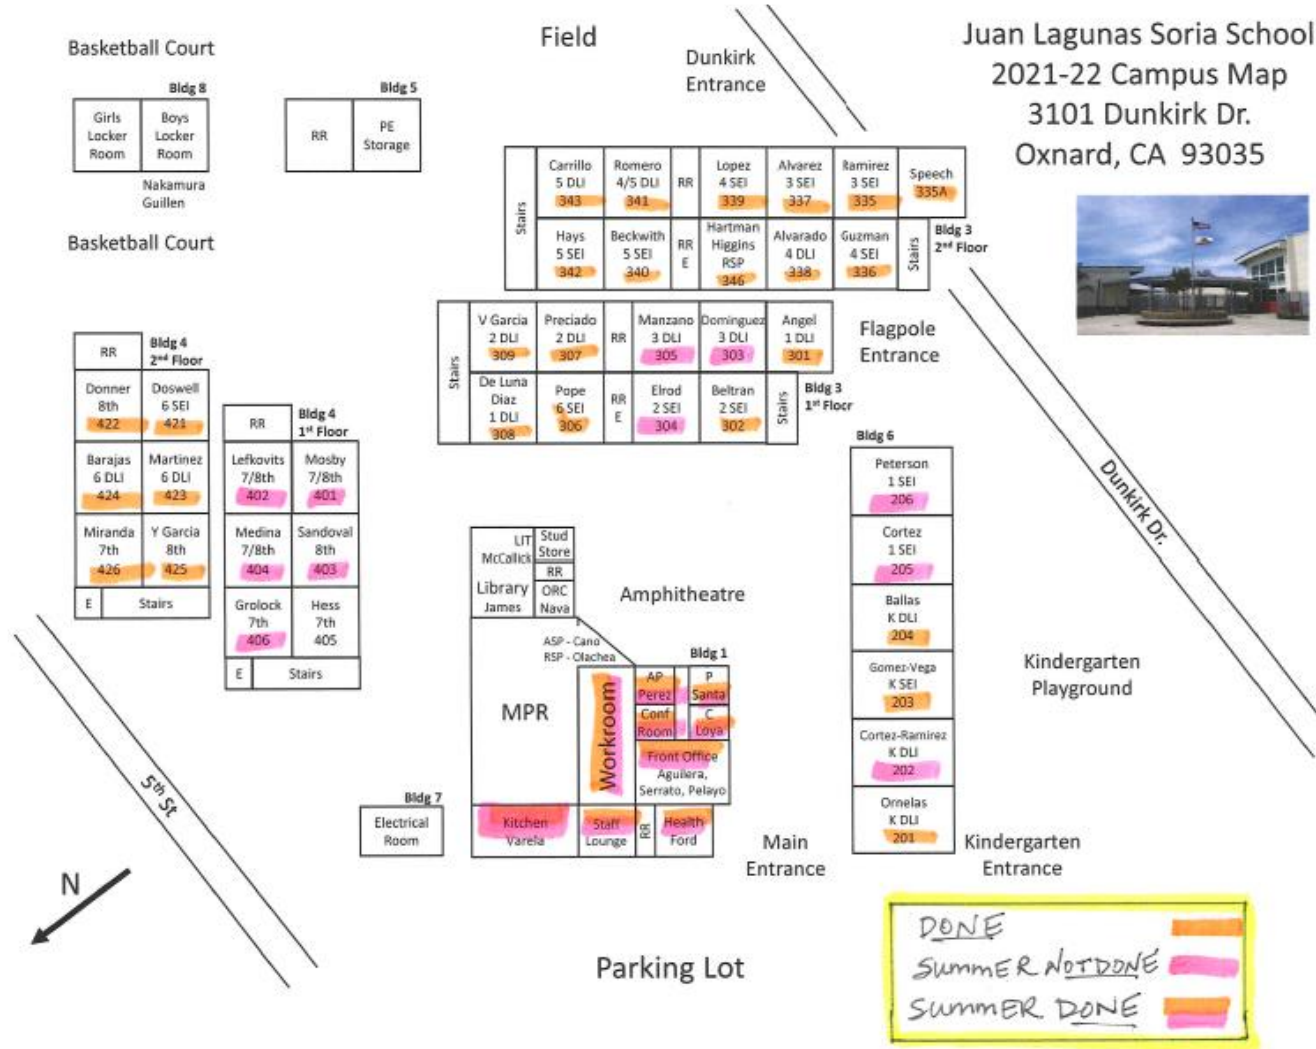 Juan Lagunas Soria School
2021-22 Campus Map
3101 Dunkirk Dr.
Oxnard, CA 93035
Basketball Court
Field
Dunkirk
Entrance
Bldg 8
Girls
Locker
Room
Boys
Locker
Room
Nakamura
Guillen
Bldg 5
RR
PE
Storage
Basketball Court
Stairs
Carrillo
5 DLI
343
Romero
4/5 DLI
341
RR
Lopez
4 SEI
339
Alvarez
3 SEI
337
Ramirez
3 SEI
335
Speech
335A
Hays
5 SEI
342
Beckwith
5 SEI
340
RR
E
Hartman
Higgins
RSP
346
Alvarado
4 DLI
338
Guzman
4 SEI
336
Stairs
Bldg 3
2nd Floor
Stairs
V Garcia
2 DLI
309
Preciado
2 DLI
307
RR
Manzano
3 DLI
305
Dominguez
3 DLI
303
Angel
1 DLI
301
Flagpole
Entrance
De Luna
Diaz
1 DLI
308
Pope
6 SEI
306
RR
E
Elrod
2 SEI
304
Beltran
2 SEI
302
Stairs
Bldg 3
1st Floor
RR
Bldg 4
2nd Floor
Donner
8th
422
Doswell
6 SEI
421
Barajas
6 DLI
424
Martinez
6 DLI
423
Miranda
7th
426
Y Garcia
8th
425
E
Stairs
RR
Bldg 4
1st Floor
Lefkovits
7/8th
402
Mosby
7/8th
401
Medina
7/8th
404
Sandoval
8th
403
Grolock
7th
406
Hess
7th
405
E
Stairs
Bldg 6
Peterson
1 SEI
206
Cortez
1 SEI
205
Ballas
K DLI
204
Gomez-Vega
K SEI
203
Cortez-Ramirez
K DLI
202
Ornelas
K DLI
201
Dunkirk Dr.
LIT
McCallick
Library
James
Stud
Store
RR
ORC
Nava
Amphitheatre
ASP - Cano
RSP - Olachea
Bldg 1
MPR
Workroom
AP
Perez
P
Santa
Conf
Room
C
Loya
Front Office
Aguilera,
Serrato, Pelayo
Kitchen
Varela
Staff
Lounge
RR
Health
Ford
Bldg 7
Electrical
Room
Kindergarten
Playground
Main
Entrance
Kindergarten
Entrance
5th St
N
Parking Lot
DONE
SUMMER NOT DONE
SUMMER DONE